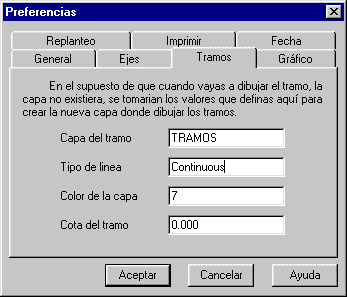 Preferencias
Replanteo
Imprimir
Fecha
General
Ejes
Tramos
Gráfico
En el supuesto de que cuando vayas a dibujar el tramo, la
capa no existiera, se tomarian los valores que definas aquí para
crear la nueva capa donde dibujar los tramos.
Capa del tramo
TRAMOS
Tipo de linea
Continuous
Color de la capa
7
Cota del tramo
0.000
Aceptar
Cancelar
Ayuda